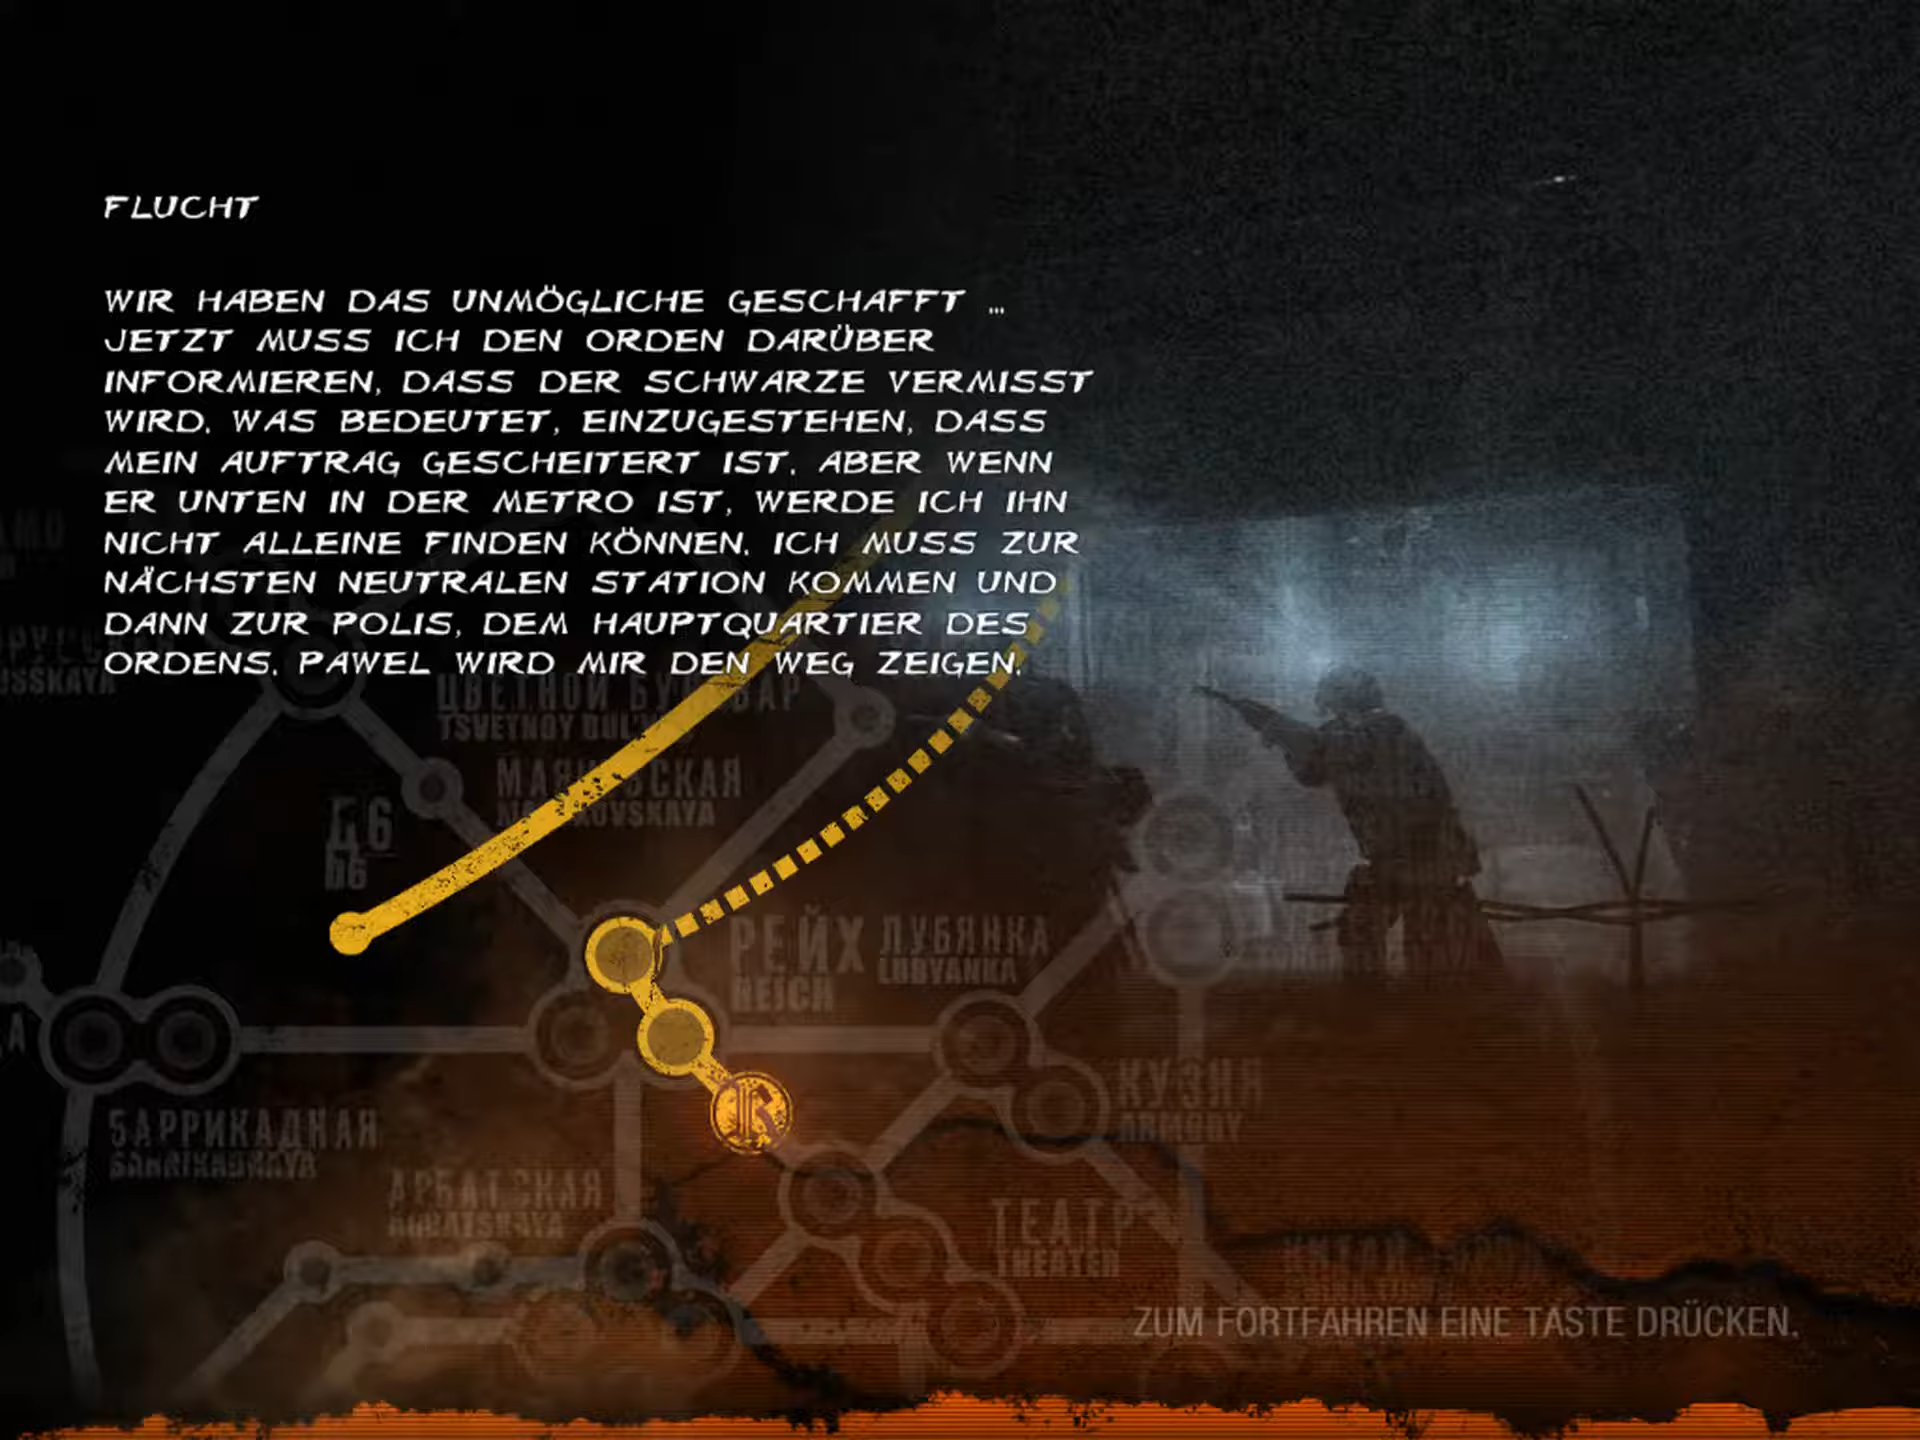 FLUCHT
WIR HABEN DAS UNMÖGLICHE GESCHAFFT ...
JETZT MUSS ICH DEN ORDEN DARÜBER
INFORMIEREN, DASS DER SCHWARZE VERMISST
WIRD. WAS BEDEUTET, EINZUGESTEHEN, DASS
MEIN AUFTRAG GESCHEITERT IST. ABER WENN
ER UNTEN IN DER METRO IST, WERDE ICH IHN
NICHT ALLEINE FINDEN KÖNNEN. ICH MUSS ZUR
NÄCHSTEN NEUTRALEN STATION KOMMEN UND
DANN ZUR POLIS, DEM HAUPTQUARTIER DES
ORDENS. PAWEL WIRD MIR DEN WEG ZEIGEN.
ЦВЕТНОЙ
TSVETNOY
Д6
D6
РЕЙХ
REICH
ЛУБЯНКА
LUBYANKA
КУЗНЯ
ARMORY
БАРРИКАДНАЯ
АРБАТСКАЯ
ARBATSKAYA
ТЕАТР
THEATER
ZUM FORTFAHREN EINE TASTE DRÜCKEN.